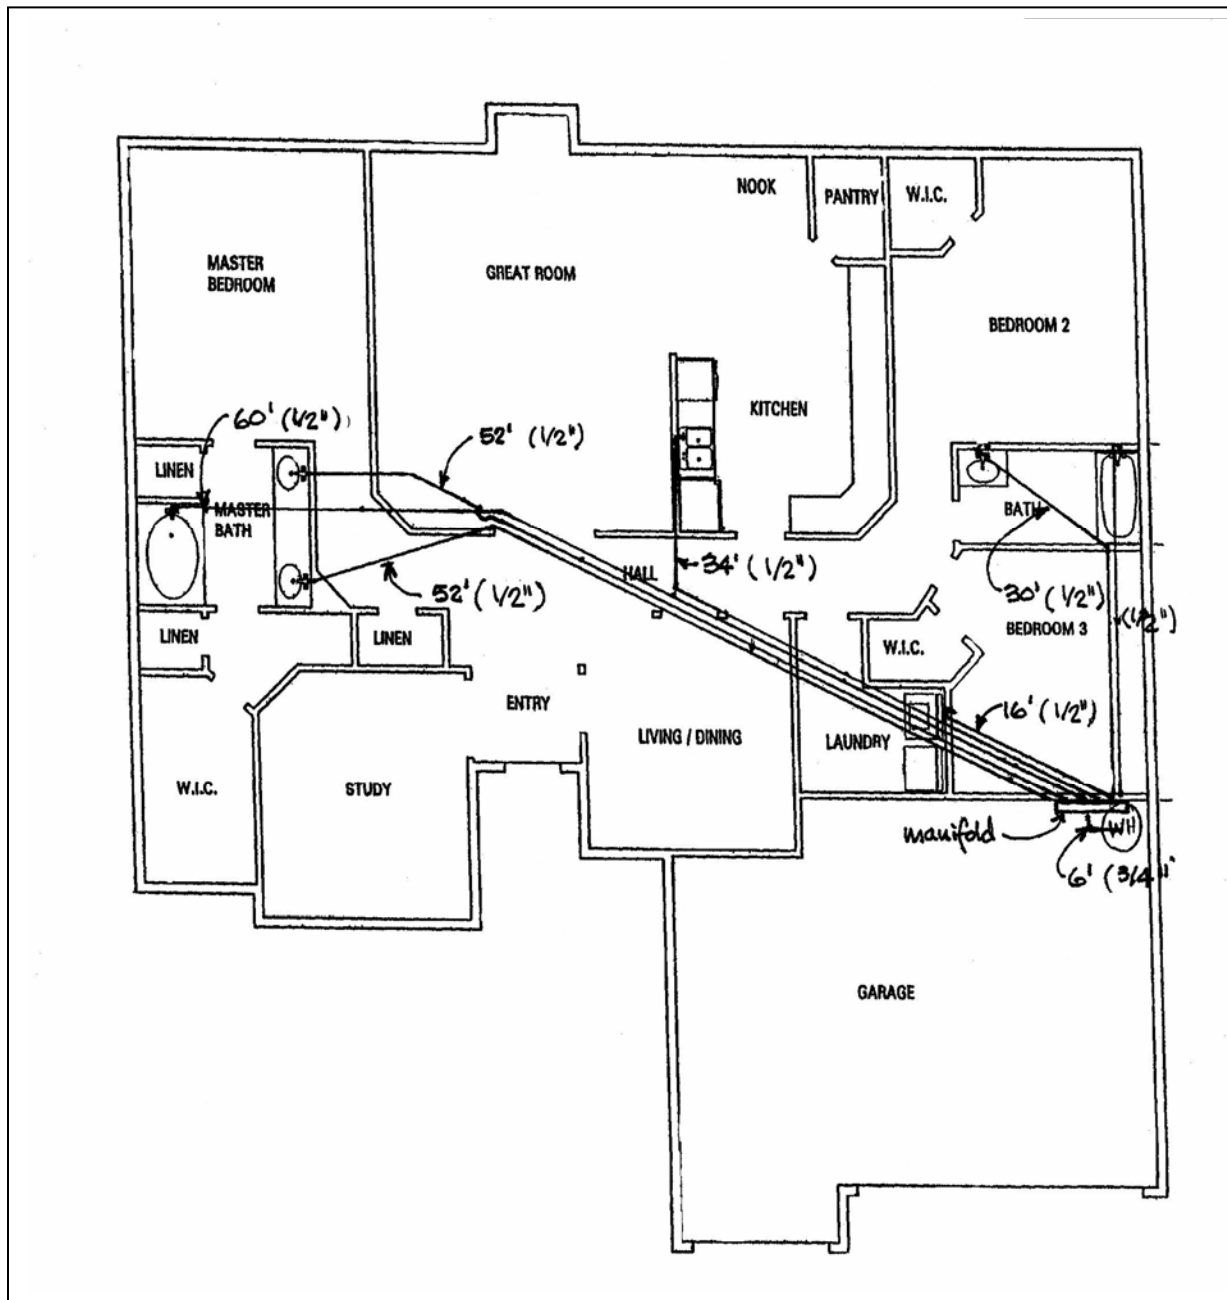 NOOK
PANTRY
W.I.C.
MASTER
BEDROOM
GREAT ROOM
BEDROOM 2
60' (1/2")
52' (1/2")
KITCHEN
LINEN
MASTER
BATH
BATH
HALL
34' (1/2")
52' (1/2")
30' (1/2")
(1/2")
LINEN
LINEN
W.I.C.
BEDROOM 3
ENTRY
16' (1/2")
LIVING / DINING
LAUNDRY
W.I.C.
STUDY
manifold
WH
6' (3/4"
GARAGE